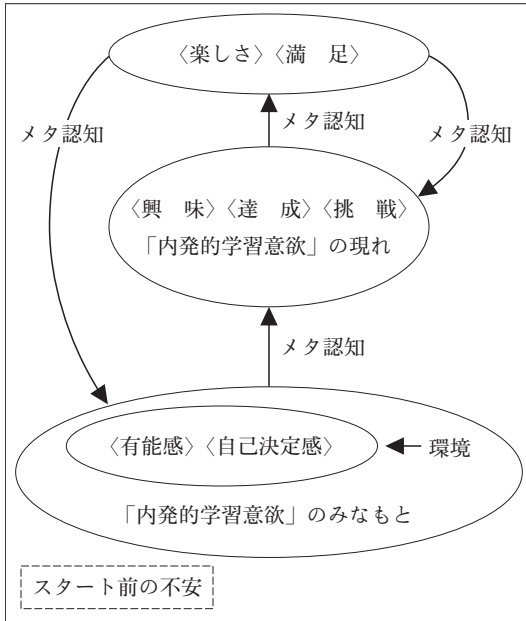 〈楽しさ〉〈満　足〉
メタ認知
メタ認知
メタ認知
〈興　味〉〈達　成〉〈挑　戦〉
「内発的学習意欲」の現れ
メタ認知
〈有能感〉〈自己決定感〉
環境
「内発的学習意欲」のみなもと
スタート前の不安